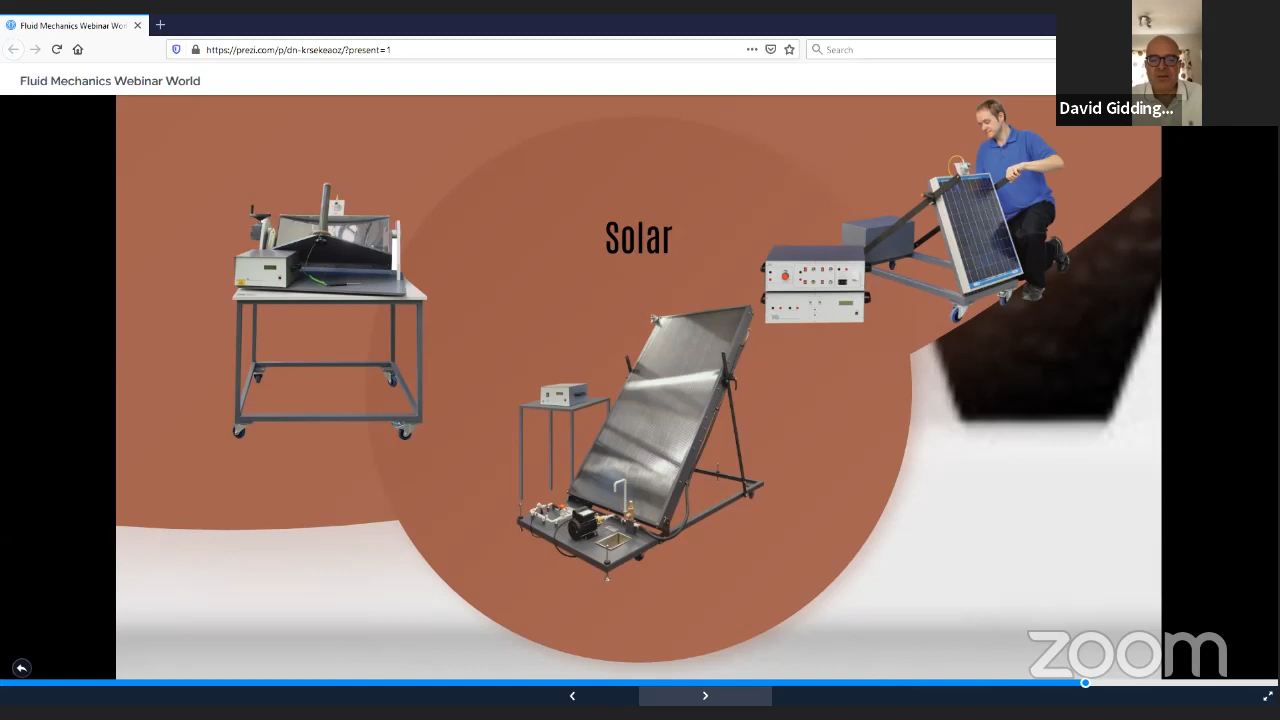 Fluid Mechanics Webinar Worl
https://prezi.com/p/dn-krsekeaoz/?present=1
Search
Fluid Mechanics Webinar World
David Gidding...
Solar
zoom